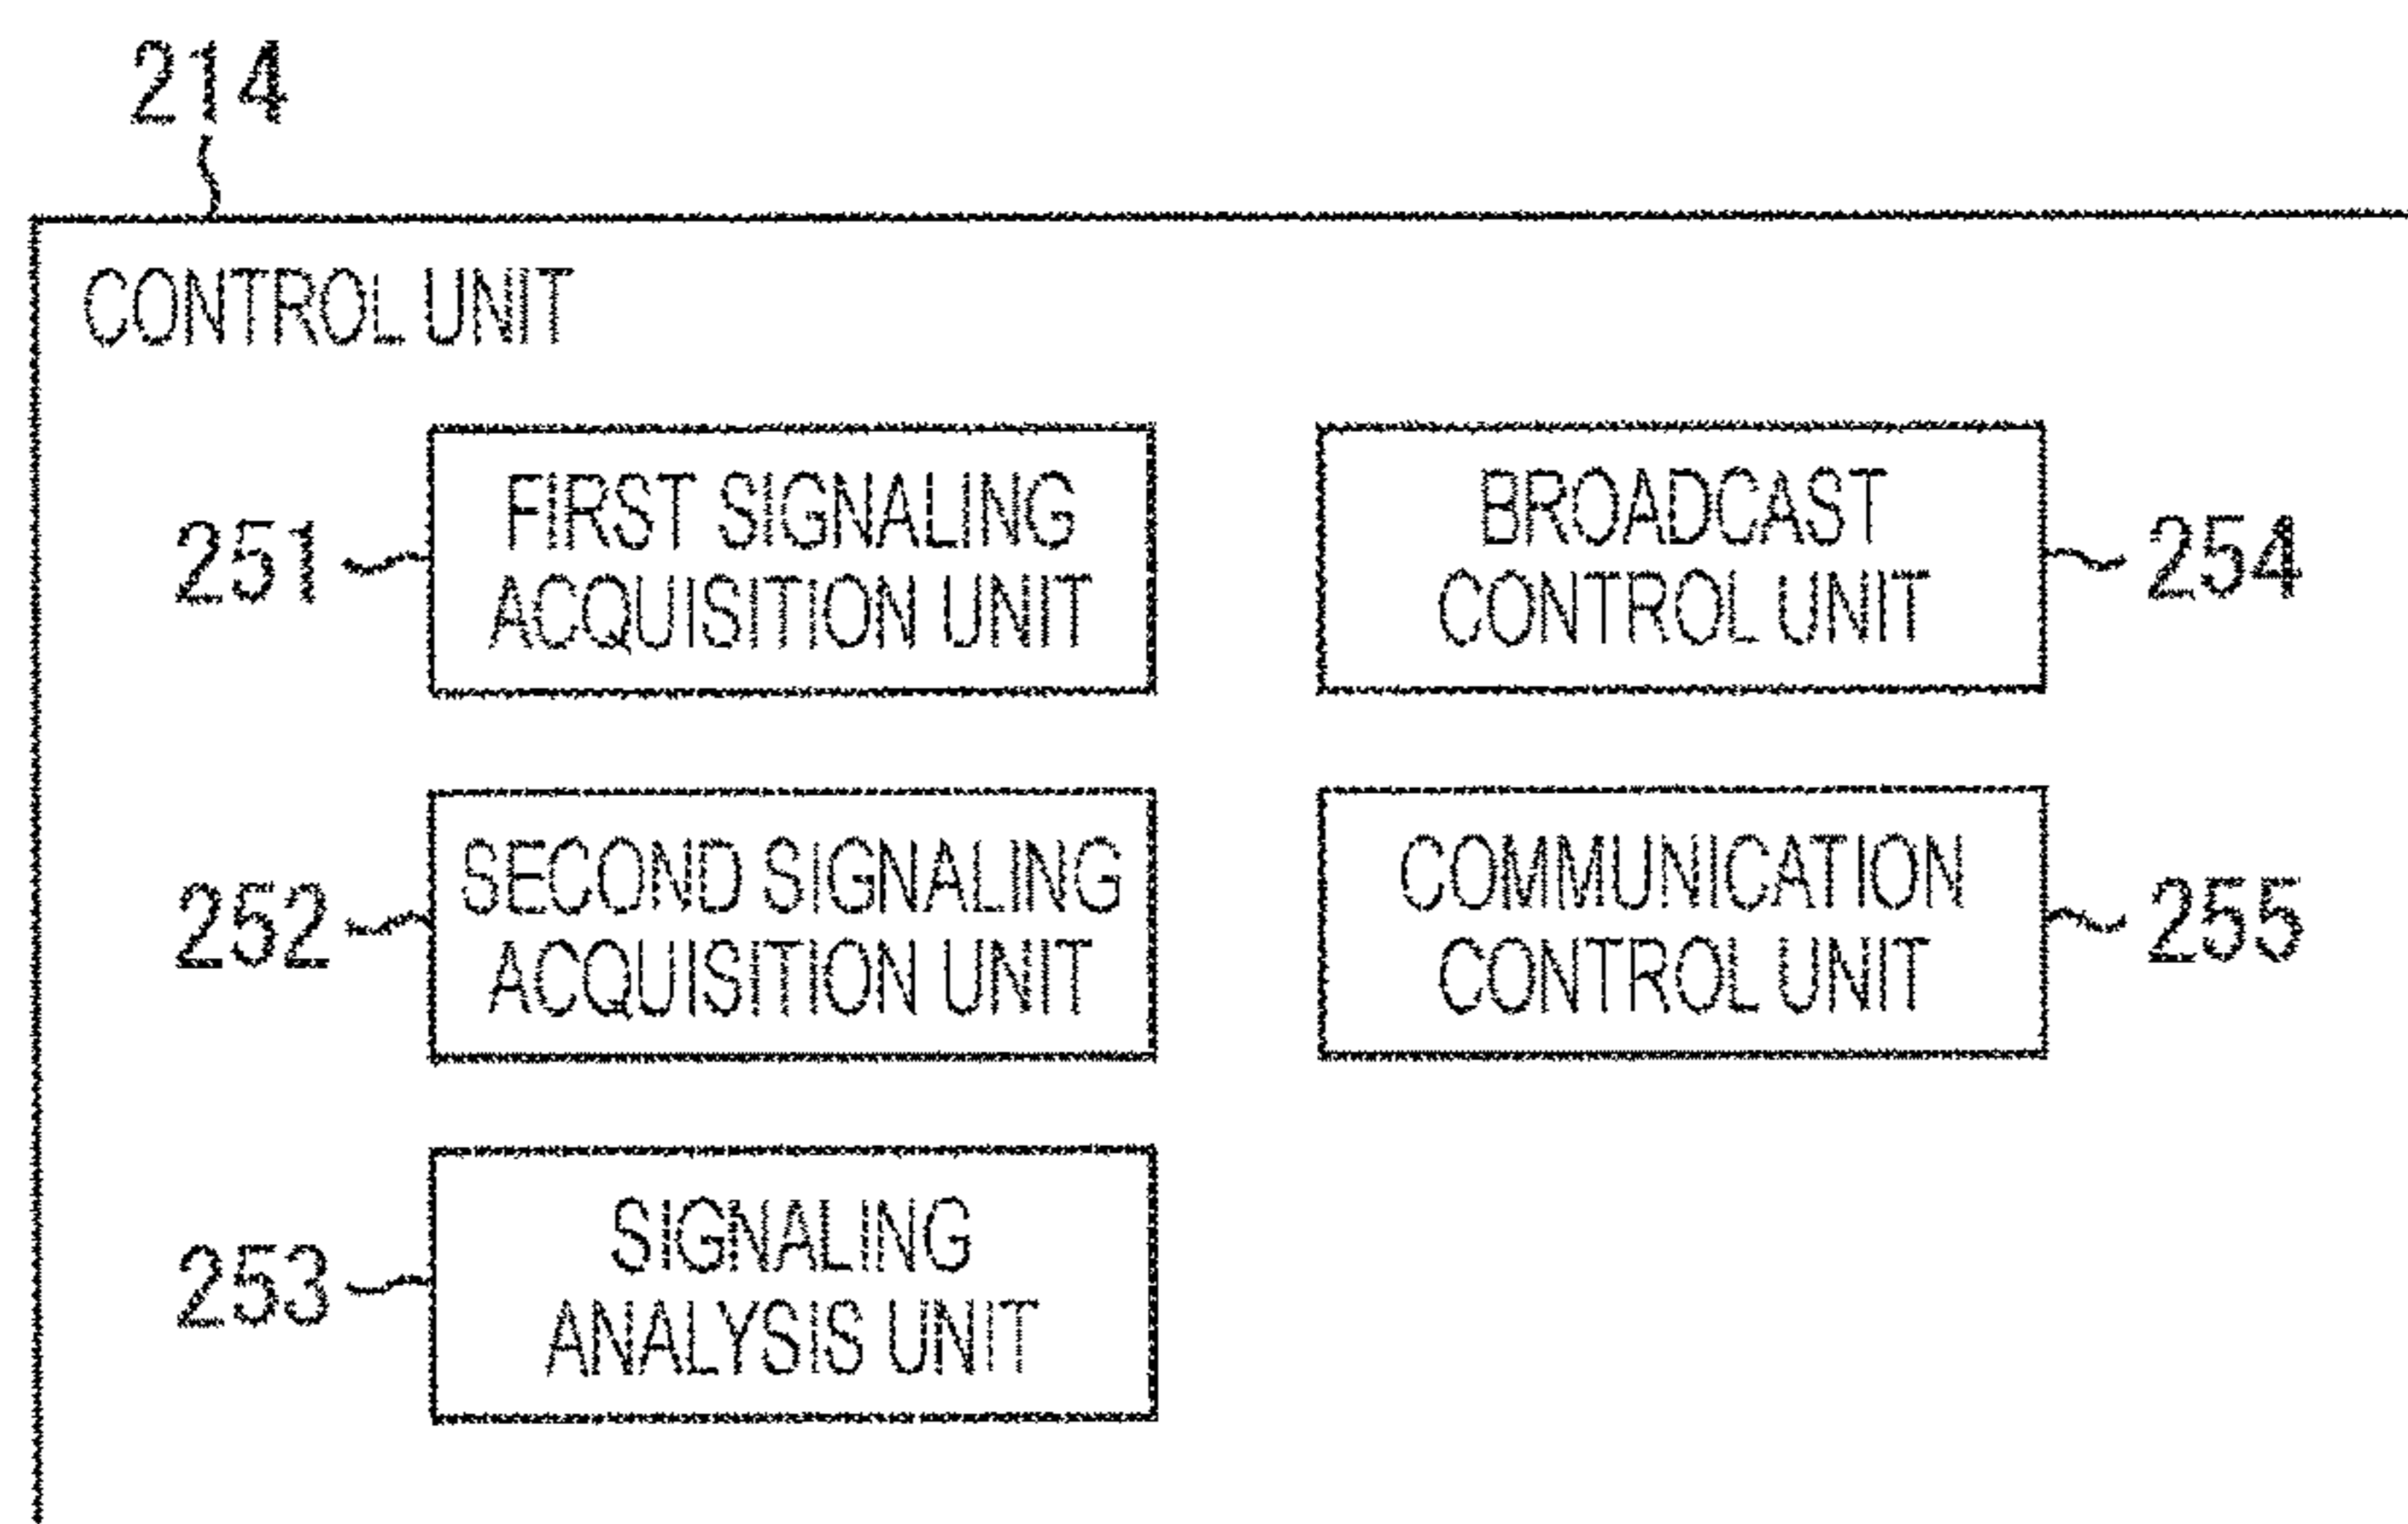 214
CONTROL UNIT
251
FIRST SIGNALING
ACQUISITION UNIT
BROADCAST
CONTROL UNIT
254
252
SECOND SIGNALING
ACQUISITION UNIT
COMMUNICATION
CONTROL UNIT
255
253
SIGNALING
ANALYSIS UNIT